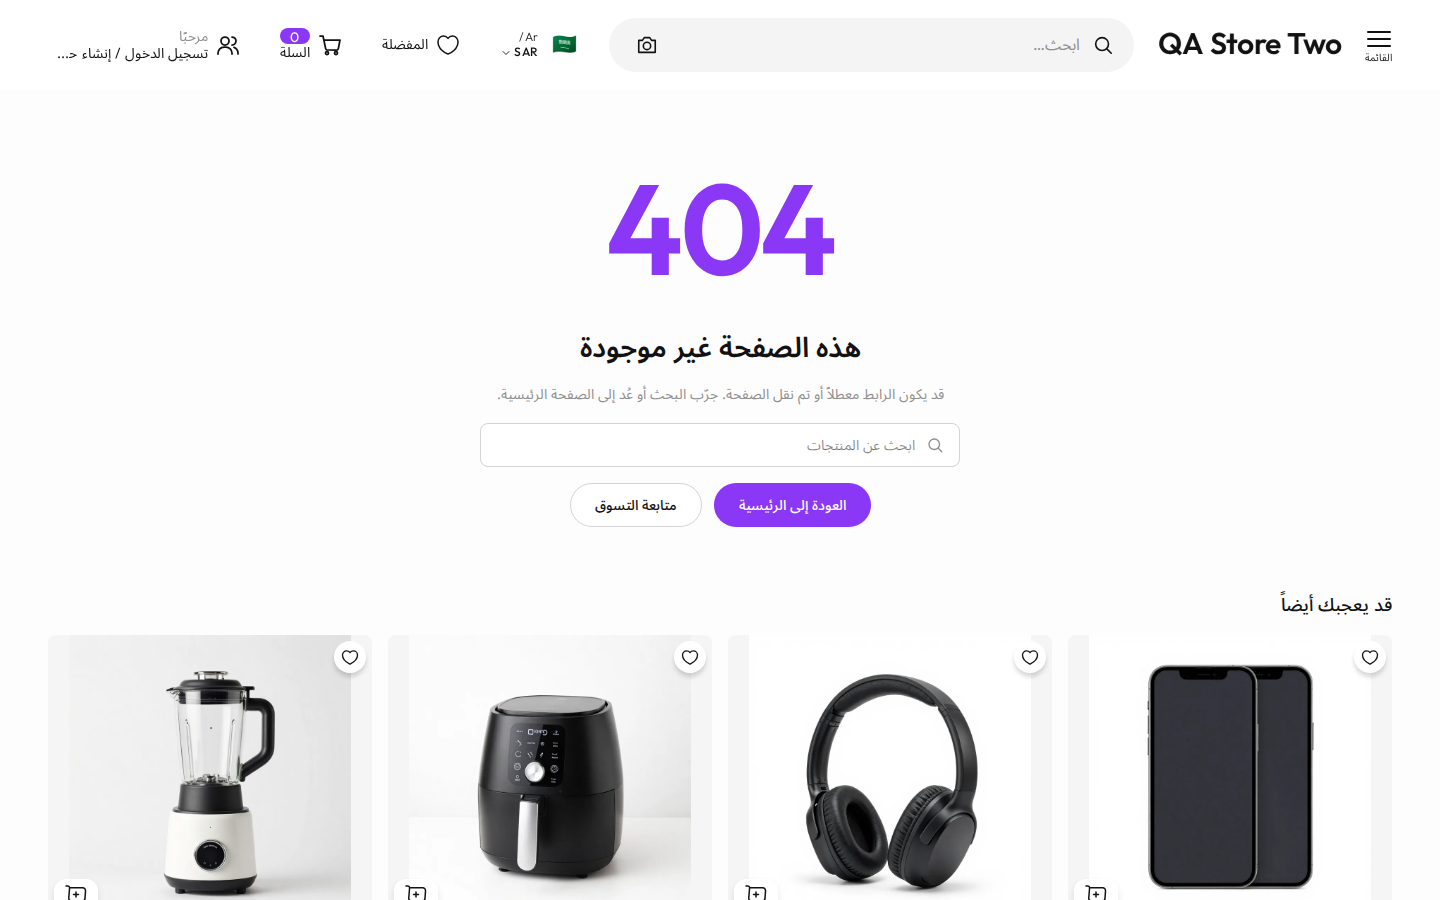 القائمة
QA Store Two
ابحث...
Ar /
SAR
المفضلة
0
السلة
مرحبًا
تسجيل الدخول / إنشاء حـ...
404
هذه الصفحة غير موجودة
قد يكون الرابط معطلاً أو تم نقل الصفحة. جرّب البحث أو عُد إلى الصفحة الرئيسية.
ابحث عن المنتجات
العودة إلى الرئيسية
متابعة التسوق
قد يعجبك أيضاً